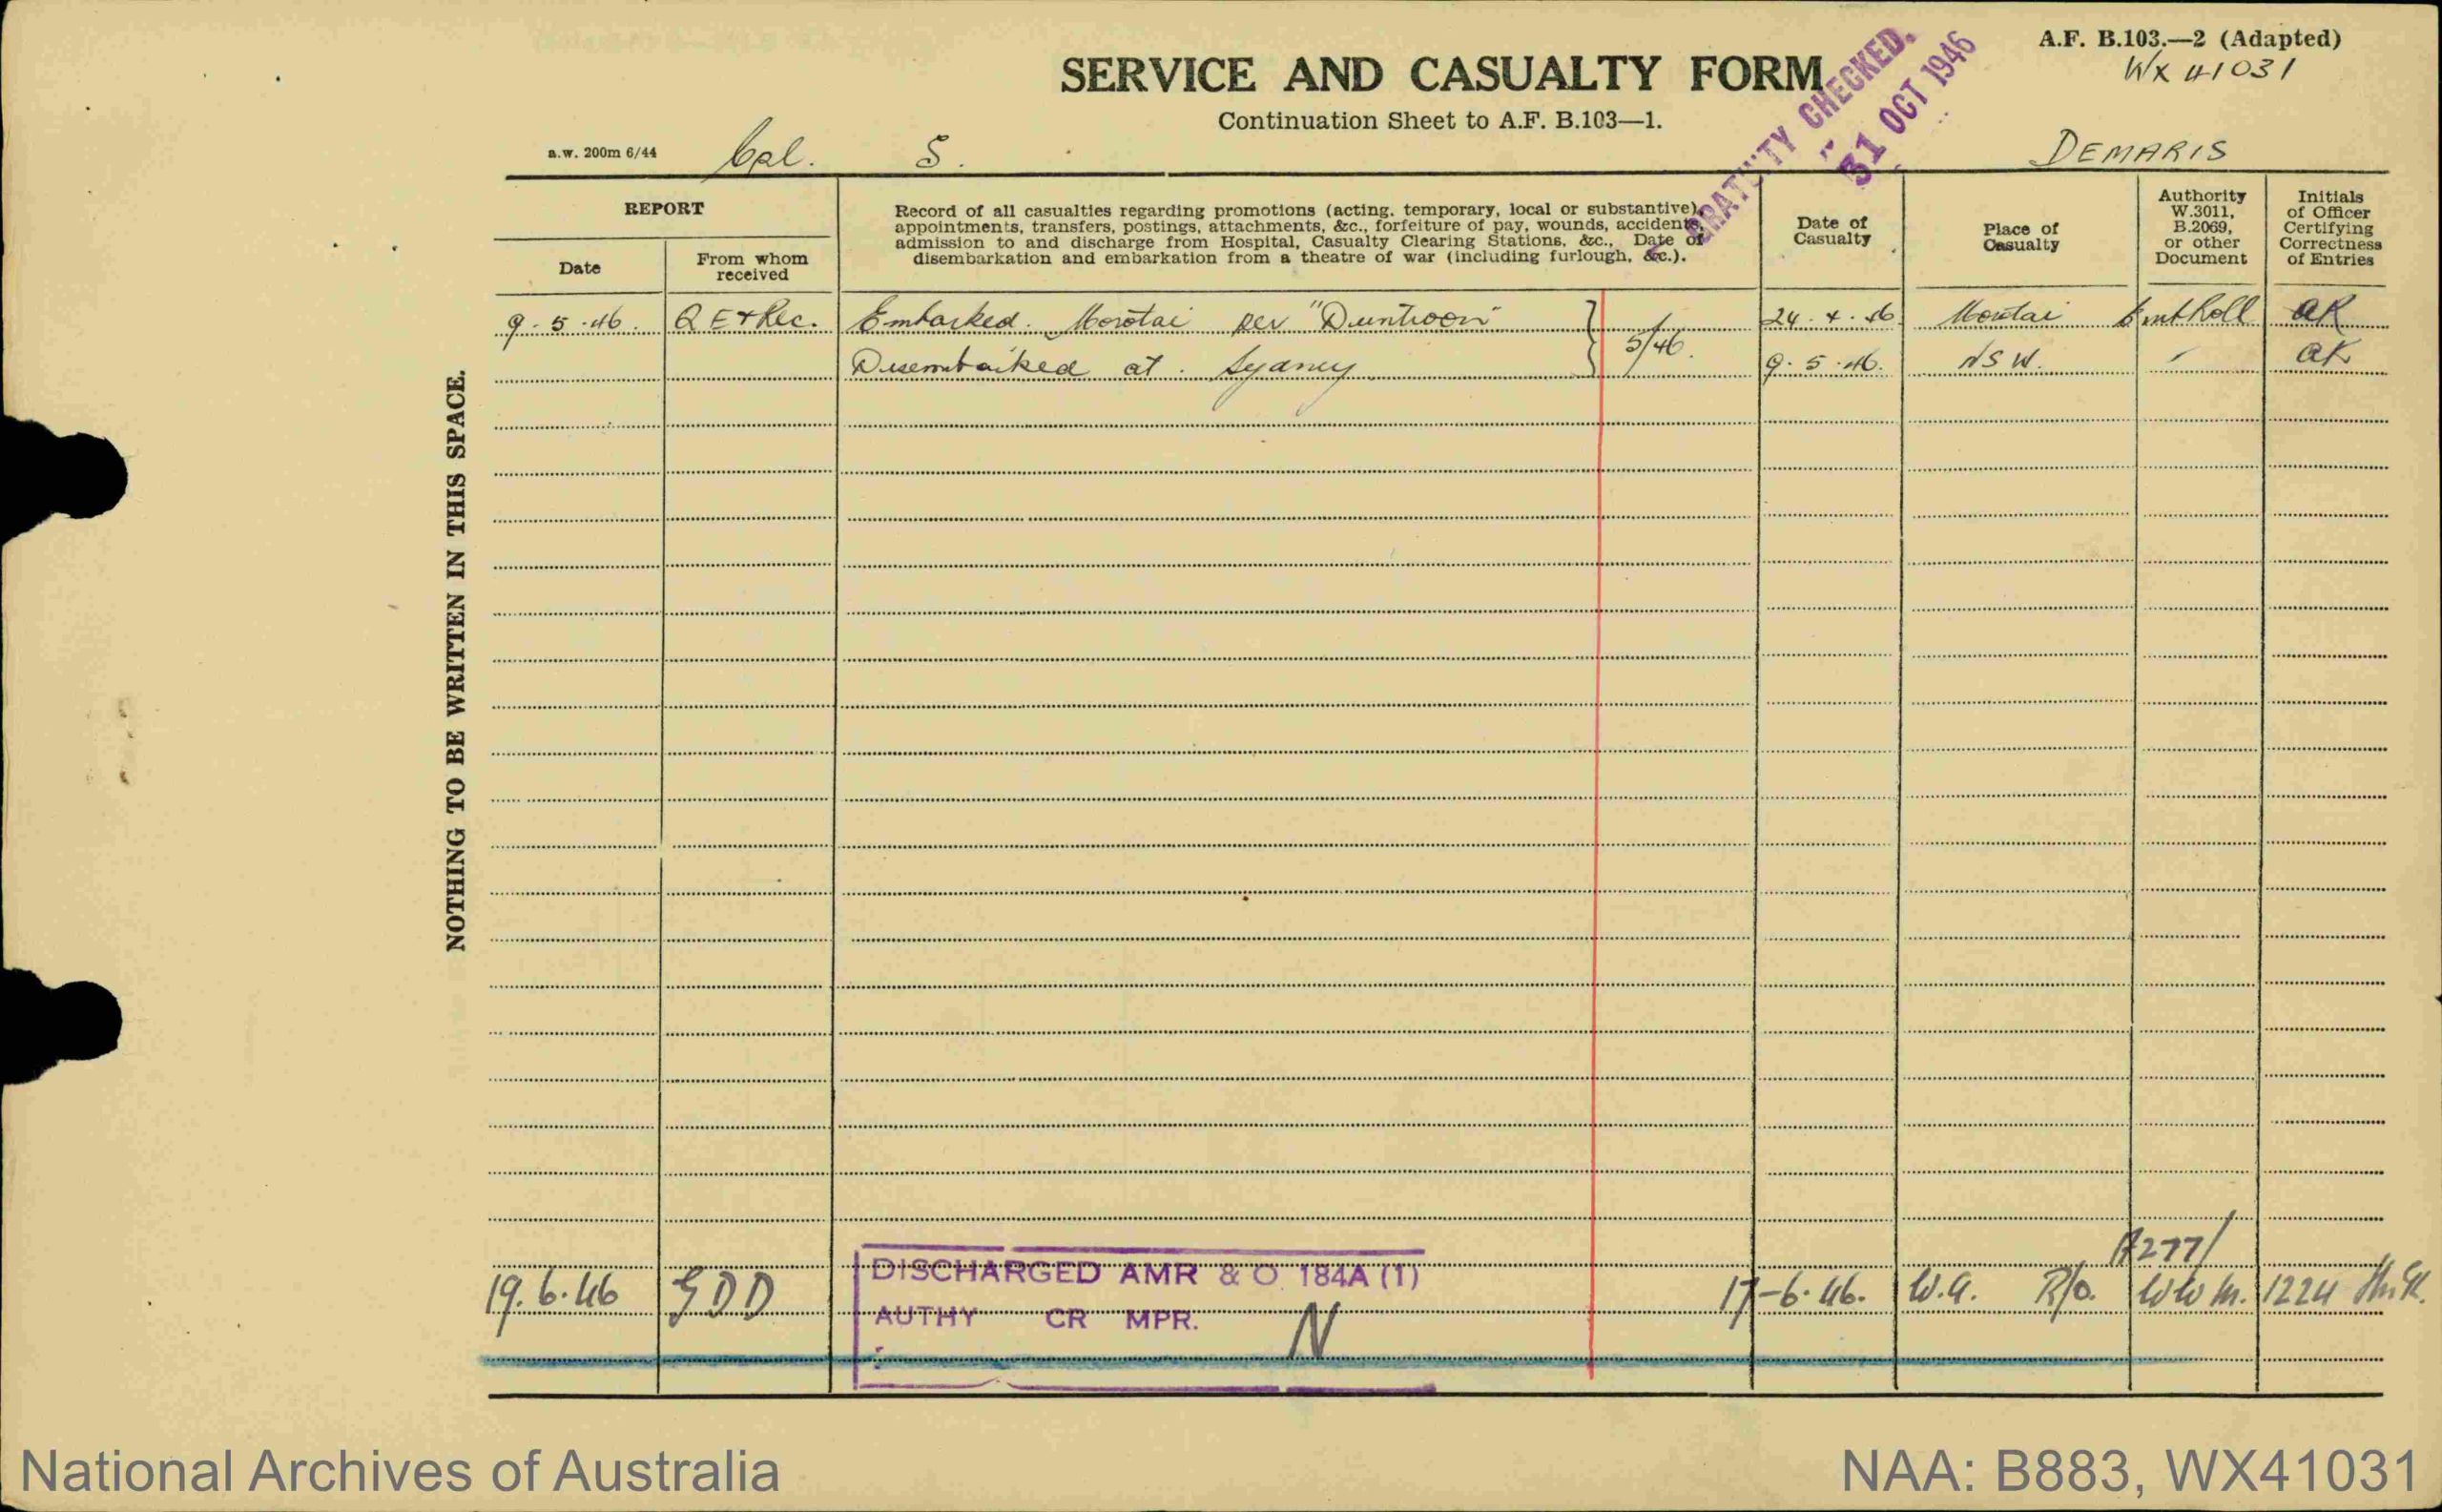 A.F. B.103.—2 (Adapted)
WX 41031
SERVICE AND CASUALTY FORM
Continuation Sheet to A.F. B.103—1.
GRATUITY CHECKED.
31 OCT 1946
a.w. 200m 6/44
Cpl. S. DEMARIS
REPORT
Date
From whom received
Record of all casualties regarding promotions (acting, temporary, local or substantive),
appointments, transfers, postings, attachments, &c., forfeiture of pay, wounds, accidents,
admission to and discharge from Hospital, Casualty Clearing Stations, &c., Date of
disembarkation and embarkation from a theatre of war (including furlough, &c.).
Date of Casualty
Place of Casualty
Authority W.3011, B.2069, or other Document
Initials of Officer Certifying Correctness of Entries
9.5.46. Q E & Rec. Embarked. Morotai per "Duntroon" 24.4.46 Morotai Emb Roll AK
5/46.
Disembarked at Sydney 9.5.46. NSW. AK
NOTHING TO BE WRITTEN IN THIS SPACE.
A277/
19.6.46 GDD DISCHARGED AMR & O 184A (1) 17-6-46. W.A. R/O. 1224
AUTHY CR MPR.
N
National Archives of Australia
NAA: B883, WX41031